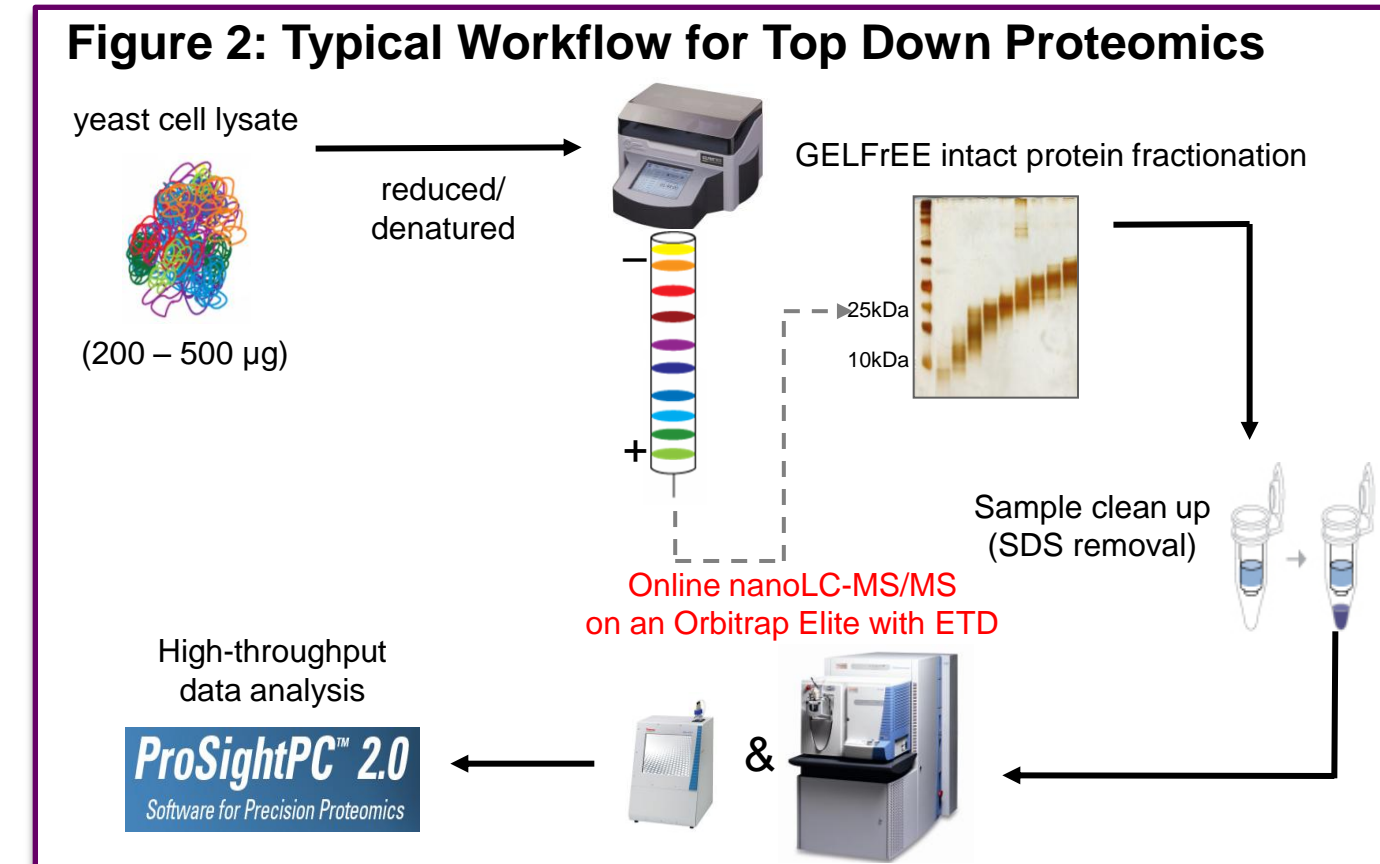 Figure 2: Typical Workflow for Top Down Proteomics
yeast cell lysate
reduced/
denatured
(200 – 500 µg)
–
+
GELFrEE intact protein fractionation
25kDa
10kDa
Sample clean up
(SDS removal)
Online nanoLC-MS/MS
on an Orbitrap Elite with ETD
&
High-throughput
data analysis
ProSightPC™ 2.0
Software for Precision Proteomics